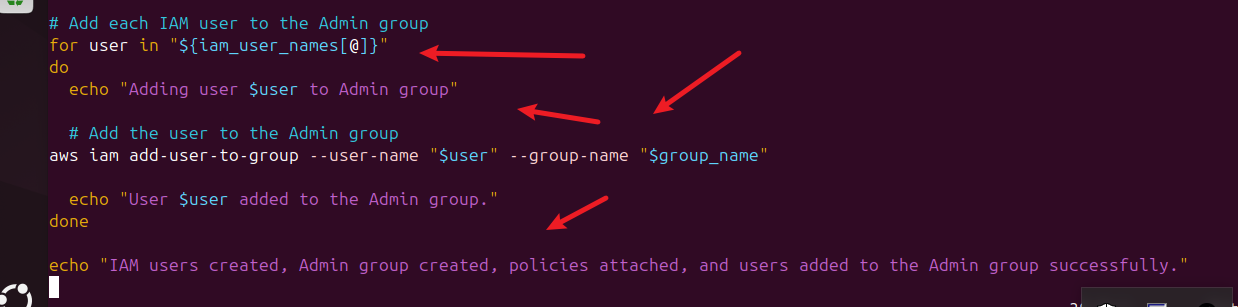 # Add each IAM user to the Admin group
for user in "${iam_user_names[@]}"
do
  echo "Adding user $user to Admin group"
  # Add the user to the Admin group
aws iam add-user-to-group --user-name "$user" --group-name "$group_name"
  echo "User $user added to the Admin group."
done
echo "IAM users created, Admin group created, policies attached, and users added to the Admin group successfully."